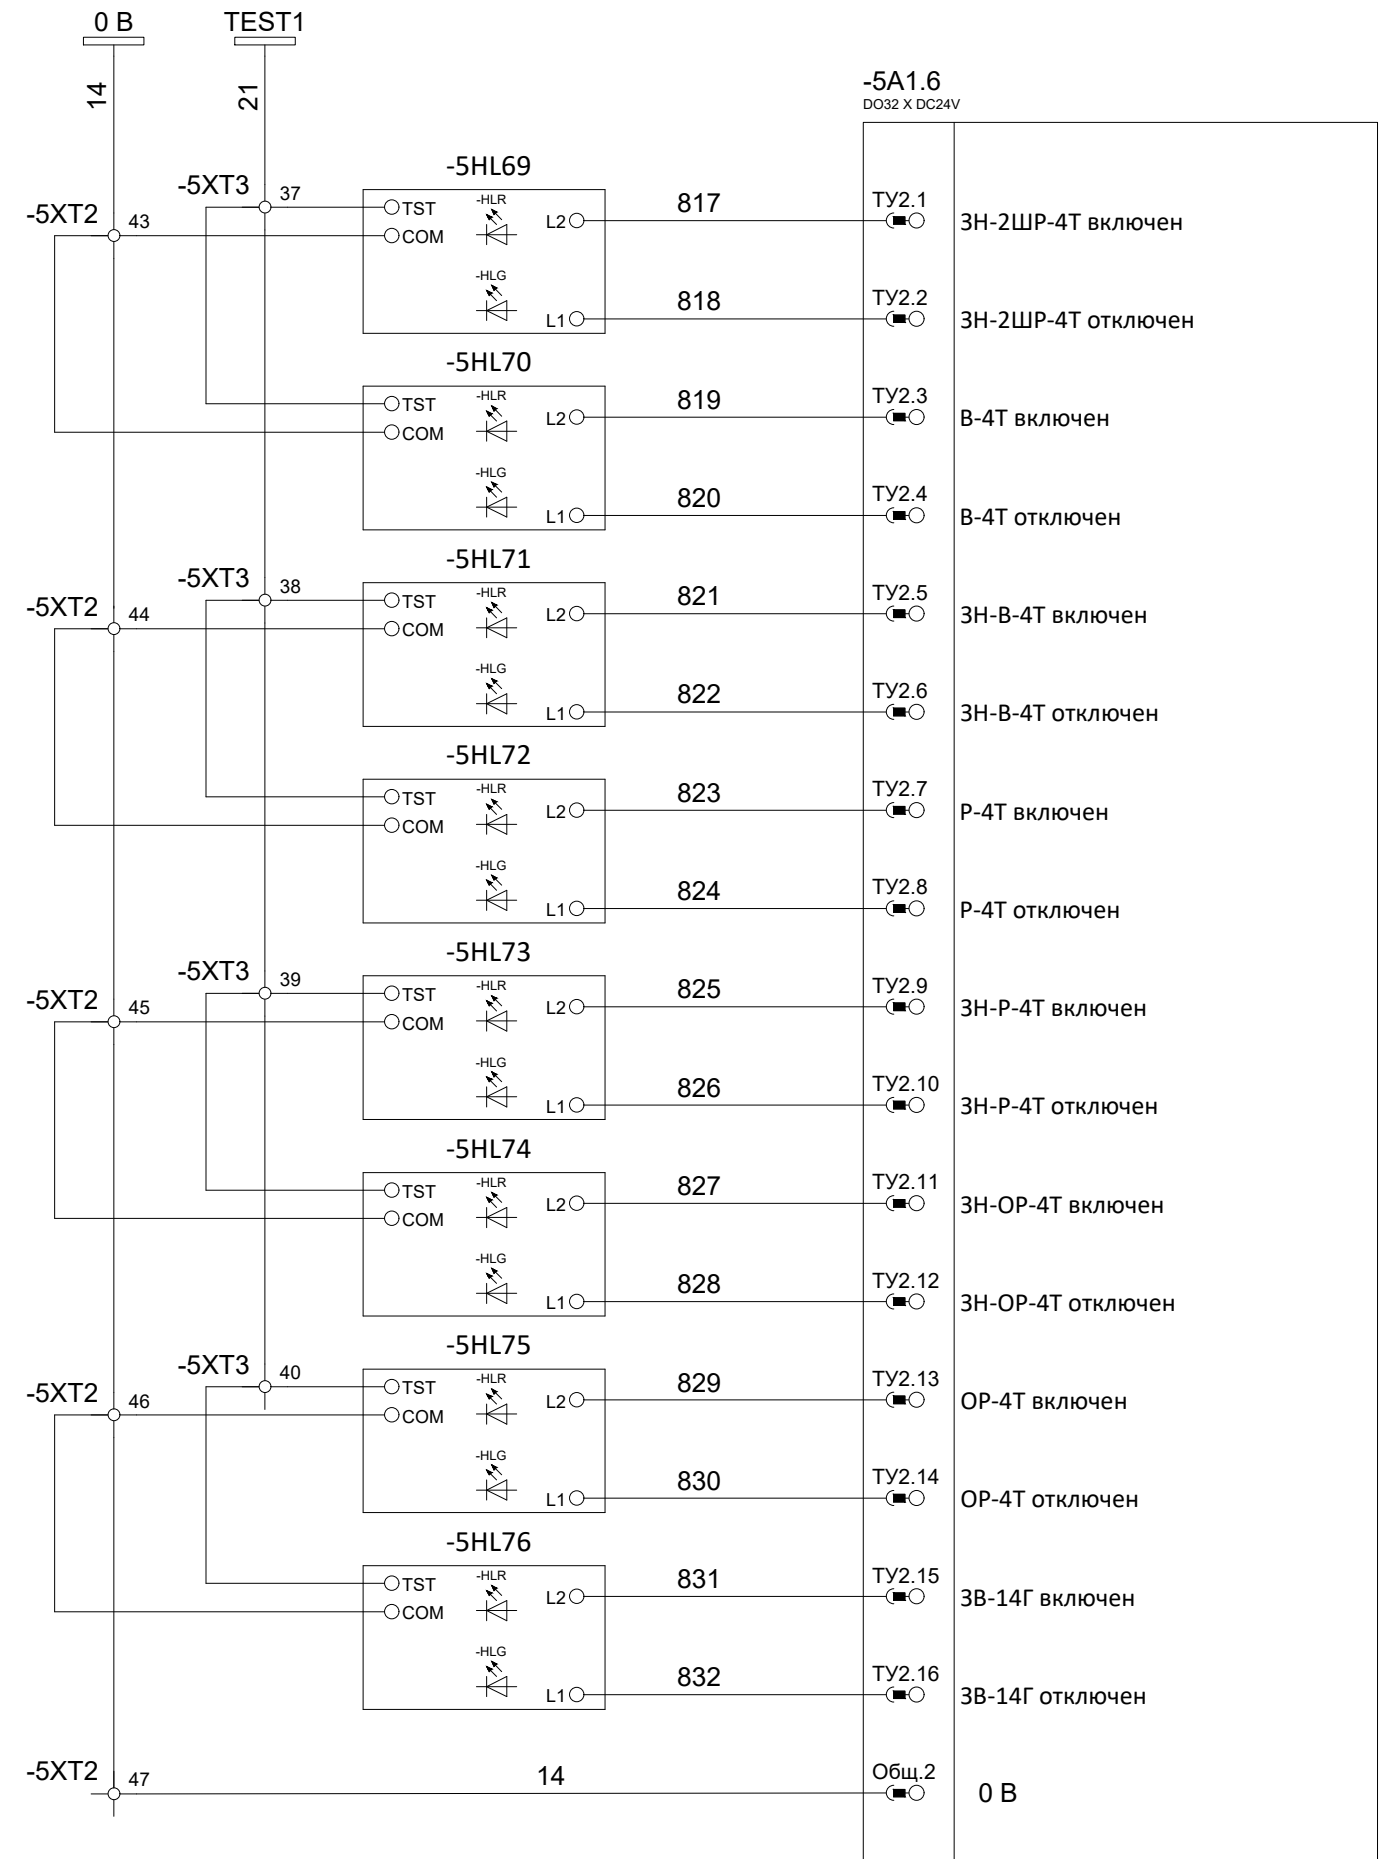 0 В
TEST1
14
21
-5A1.6
DO32 X DC24V
-5HL69
-5XT3
37
-5XT2
43
TST
COM
-HLR
-HLG
L2
L1
817
818
ТУ2.1
ЗН-2ШР-4Т включен
ТУ2.2
ЗН-2ШР-4Т отключен
-5HL70
TST
COM
-HLR
-HLG
L2
L1
819
820
ТУ2.3
В-4Т включен
ТУ2.4
В-4Т отключен
-5HL71
-5XT3
38
-5XT2
44
TST
COM
-HLR
-HLG
L2
L1
821
822
ТУ2.5
ЗН-В-4Т включен
ТУ2.6
ЗН-В-4Т отключен
-5HL72
TST
COM
-HLR
-HLG
L2
L1
823
824
ТУ2.7
Р-4Т включен
ТУ2.8
Р-4Т отключен
-5HL73
-5XT3
39
-5XT2
45
TST
COM
-HLR
-HLG
L2
L1
825
826
ТУ2.9
ЗН-Р-4Т включен
ТУ2.10
ЗН-Р-4Т отключен
-5HL74
TST
COM
-HLR
-HLG
L2
L1
827
828
ТУ2.11
ЗН-ОР-4Т включен
ТУ2.12
ЗН-ОР-4Т отключен
-5HL75
-5XT3
40
-5XT2
46
TST
COM
-HLR
-HLG
L2
L1
829
830
ТУ2.13
ОР-4Т включен
ТУ2.14
ОР-4Т отключен
-5HL76
TST
COM
-HLR
-HLG
L2
L1
831
832
ТУ2.15
ЗВ-14Г включен
ТУ2.16
ЗВ-14Г отключен
-5XT2
47
14
Общ.2
0 В